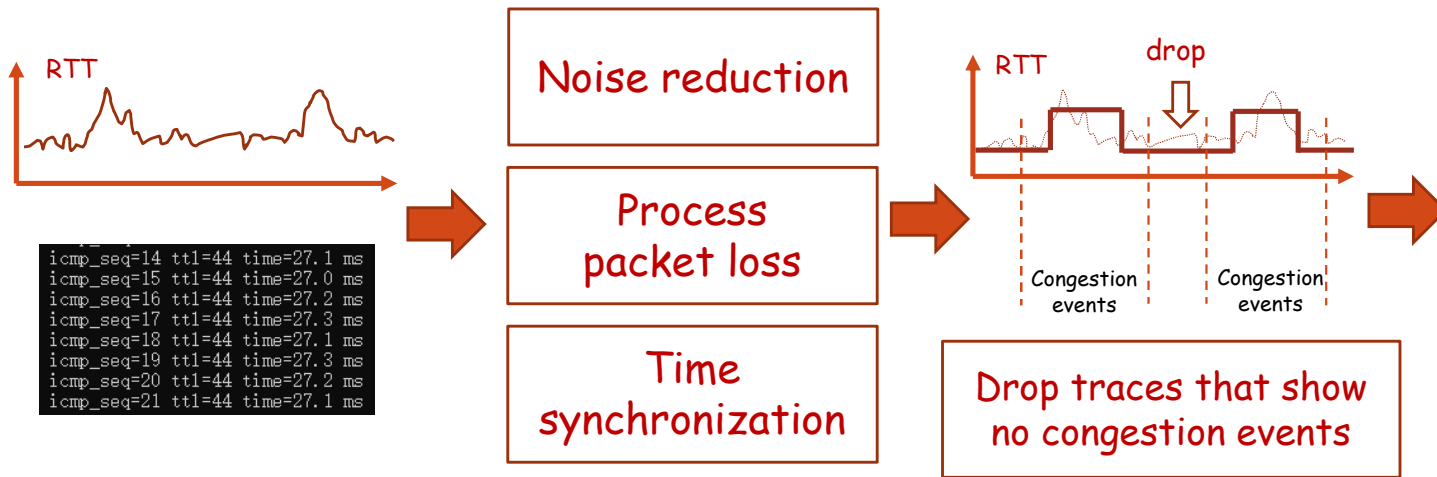 RTT
icmp_seq=14 ttl=44 time=27.1 ms
icmp_seq=15 ttl=44 time=27.0 ms
icmp_seq=16 ttl=44 time=27.2 ms
icmp_seq=17 ttl=44 time=27.3 ms
icmp_seq=18 ttl=44 time=27.1 ms
icmp_seq=19 ttl=44 time=27.3 ms
icmp_seq=20 ttl=44 time=27.2 ms
icmp_seq=21 ttl=44 time=27.1 ms
Noise reduction
Process
packet loss
Time
synchronization
RTT
drop
Congestion
events
Congestion
events
Drop traces that show
no congestion events